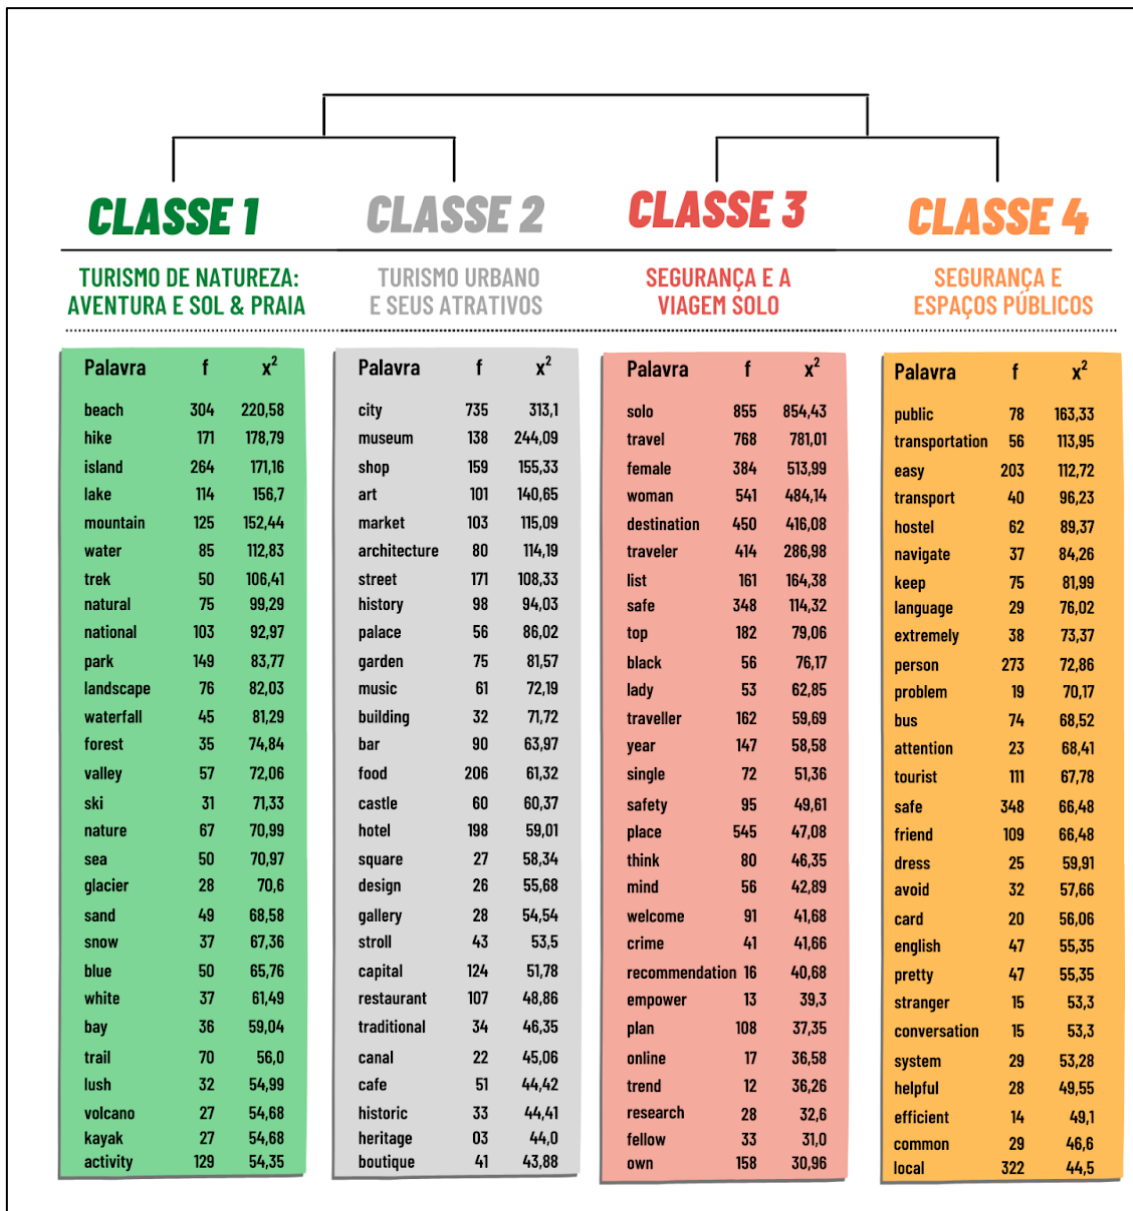 CLASSE 1
TURISMO DE NATUREZA:
AVENTURA E SOL & PRAIA
Palavra f x²
beach 304 220,58
hike 171 178,79
island 264 171,16
lake 114 156,7
mountain 125 152,44
water 85 112,83
trek 50 106,41
natural 75 99,29
national 103 92,97
park 149 83,77
landscape 76 82,03
waterfall 45 81,29
forest 35 74,84
valley 57 72,06
ski 31 71,33
nature 67 70,99
sea 50 70,97
glacier 28 70,6
sand 49 68,58
snow 37 67,36
blue 50 65,76
white 37 61,49
bay 36 59,04
trail 70 56,0
lush 32 54,99
volcano 27 54,68
kayak 27 54,68
activity 129 54,35
CLASSE 2
TURISMO URBANO
E SEUS ATRATIVOS
Palavra f x²
city 735 313,1
museum 138 244,09
shop 159 155,33
art 101 140,65
market 103 115,09
architecture 80 114,19
street 171 108,33
history 98 94,03
palace 56 86,02
garden 75 81,57
music 61 72,19
building 32 71,72
bar 90 63,97
food 206 61,32
castle 60 60,37
hotel 198 59,01
square 27 58,34
design 26 55,68
gallery 28 54,54
stroll 43 53,5
capital 124 51,78
restaurant 107 48,86
traditional 34 46,35
canal 22 45,06
cafe 51 44,42
historic 33 44,41
heritage 03 44,0
boutique 41 43,88
CLASSE 3
SEGURANÇA E A
VIAGEM SOLO
Palavra f x²
solo 855 854,43
travel 768 781,01
female 384 513,99
woman 541 484,14
destination 450 416,08
traveler 414 286,98
list 161 164,38
safe 348 114,32
top 182 79,06
black 56 76,17
lady 53 62,85
traveller 162 59,69
year 147 58,58
single 72 51,36
safety 95 49,61
place 545 47,08
think 80 46,35
mind 56 42,89
welcome 91 41,68
crime 41 41,66
recommendation 16 40,68
empower 13 39,3
plan 108 37,35
online 17 36,58
trend 12 36,26
research 28 32,6
fellow 33 31,0
own 158 30,96
CLASSE 4
SEGURANÇA E
ESPAÇOS PÚBLICOS
Palavra f x²
public 78 163,33
transportation 56 113,95
easy 203 112,72
transport 40 96,23
hostel 62 89,37
navigate 37 84,26
keep 75 81,99
language 29 76,02
extremely 38 73,37
person 273 72,86
problem 19 70,17
bus 74 68,52
attention 23 68,41
tourist 111 67,78
safe 348 66,48
friend 109 66,48
dress 25 59,91
avoid 32 57,66
card 20 56,06
english 47 55,35
pretty 47 55,35
stranger 15 53,3
conversation 15 53,3
system 29 53,28
helpful 28 49,55
efficient 14 49,1
common 29 46,6
local 322 44,5